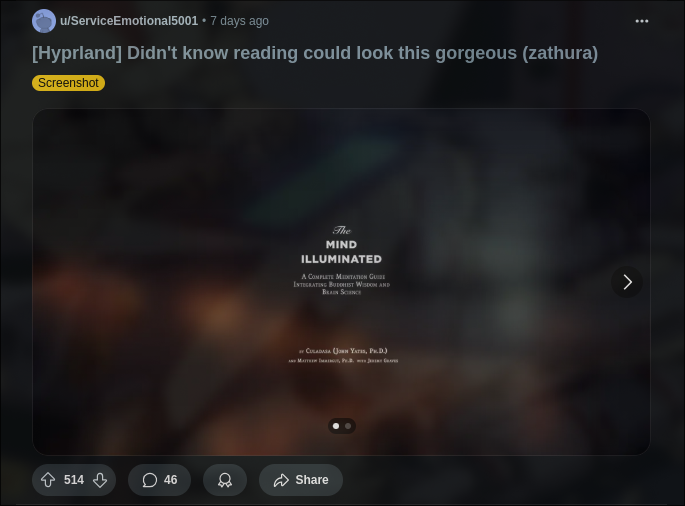 u/ServiceEmotional5001 • 7 days ago
[Hyprland] Didn't know reading could look this gorgeous (zathura)
Screenshot
The
MIND
ILLUMINATED
A Complete Meditation Guide
Integrating Buddhist Wisdom and
Brain Science
by Culadasa (John Yates, Ph.D.)
and Matthew Immergut, Ph.D. with Jeremy Graves
514
46
Share